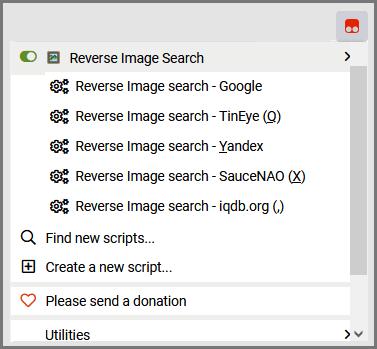 Reverse Image Search
Reverse Image search - Google
Reverse Image search - TinEye (Q)
Reverse Image search - Yandex
Reverse Image search - SauceNAO (X)
Reverse Image search - iqdb.org (,)
Find new scripts...
Create a new script...
Please send a donation
Utilities